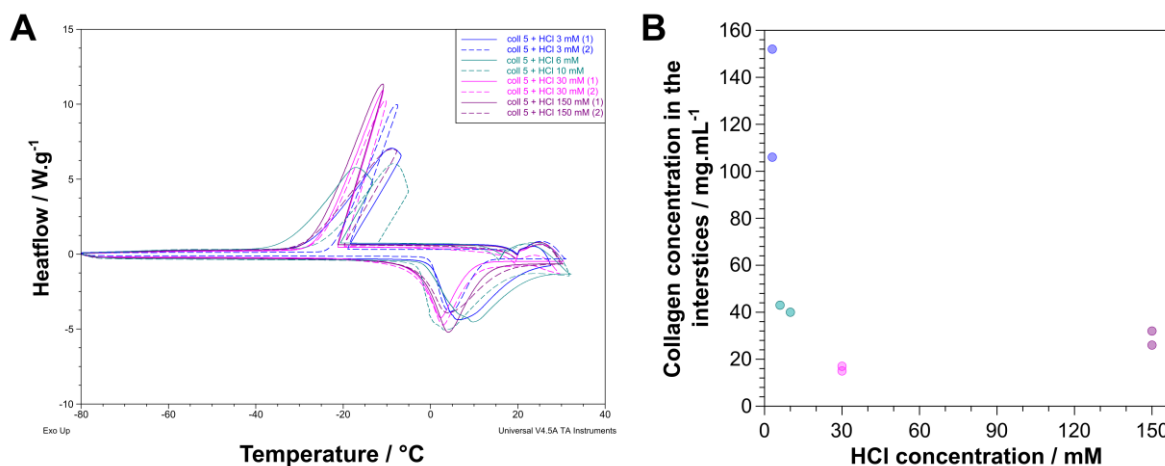 A
15
10
5
0
-5
-10
-80
-60
-40
-20
0
20
40
Heatflow / W.g-1
Temperature / °C
Exo Up
Universal V4.5A TA Instruments
coll 5 + HCl 3 mM (1)
coll 5 + HCl 3 mM (2)
coll 5 + HCl 6 mM
coll 5 + HCl 10 mM
coll 5 + HCl 30 mM (1)
coll 5 + HCl 30 mM (2)
coll 5 + HCl 150 mM (1)
coll 5 + HCl 150 mM (2)
B
160
140
120
100
80
60
40
20
0
0
30
60
90
120
150
Collagen concentration in the
interstices / mg.mL-1
HCl concentration / mM